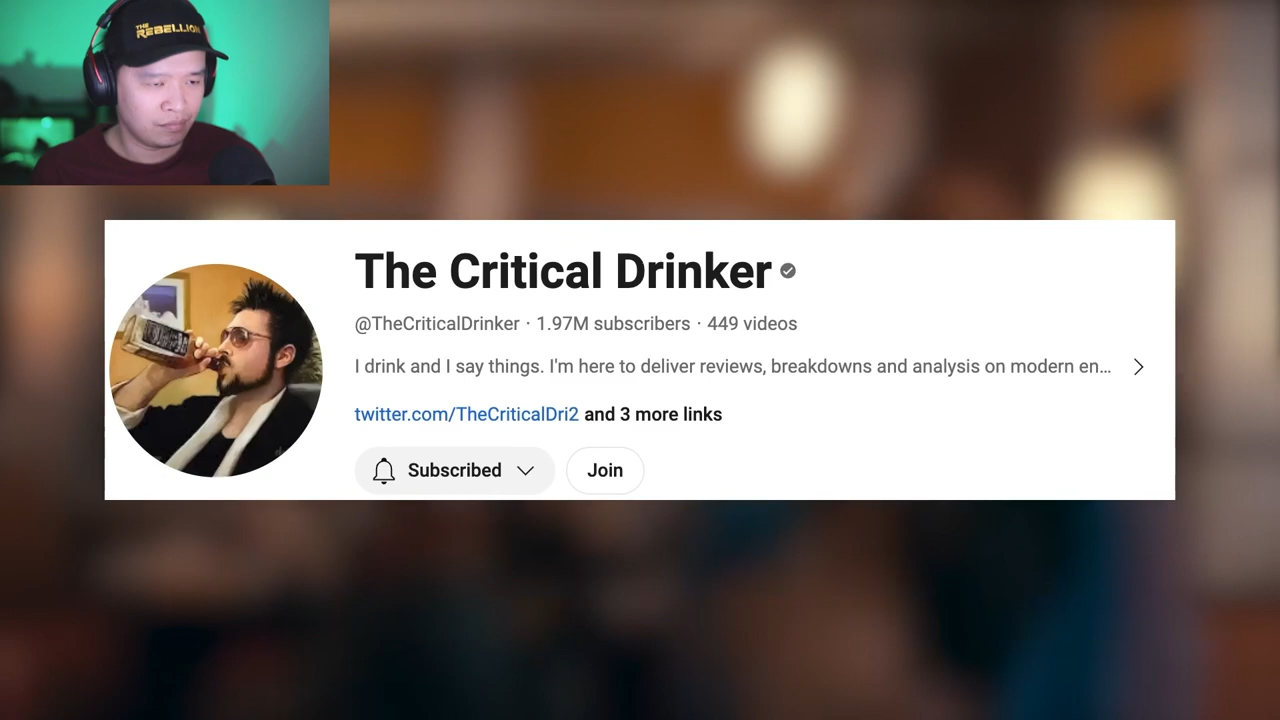 THE
REBELLION
The Critical Drinker
@TheCriticalDrinker · 1.97M subscribers · 449 videos
I drink and I say things. I'm here to deliver reviews, breakdowns and analysis on modern en...
twitter.com/TheCriticalDri2 and 3 more links
Subscribed
Join